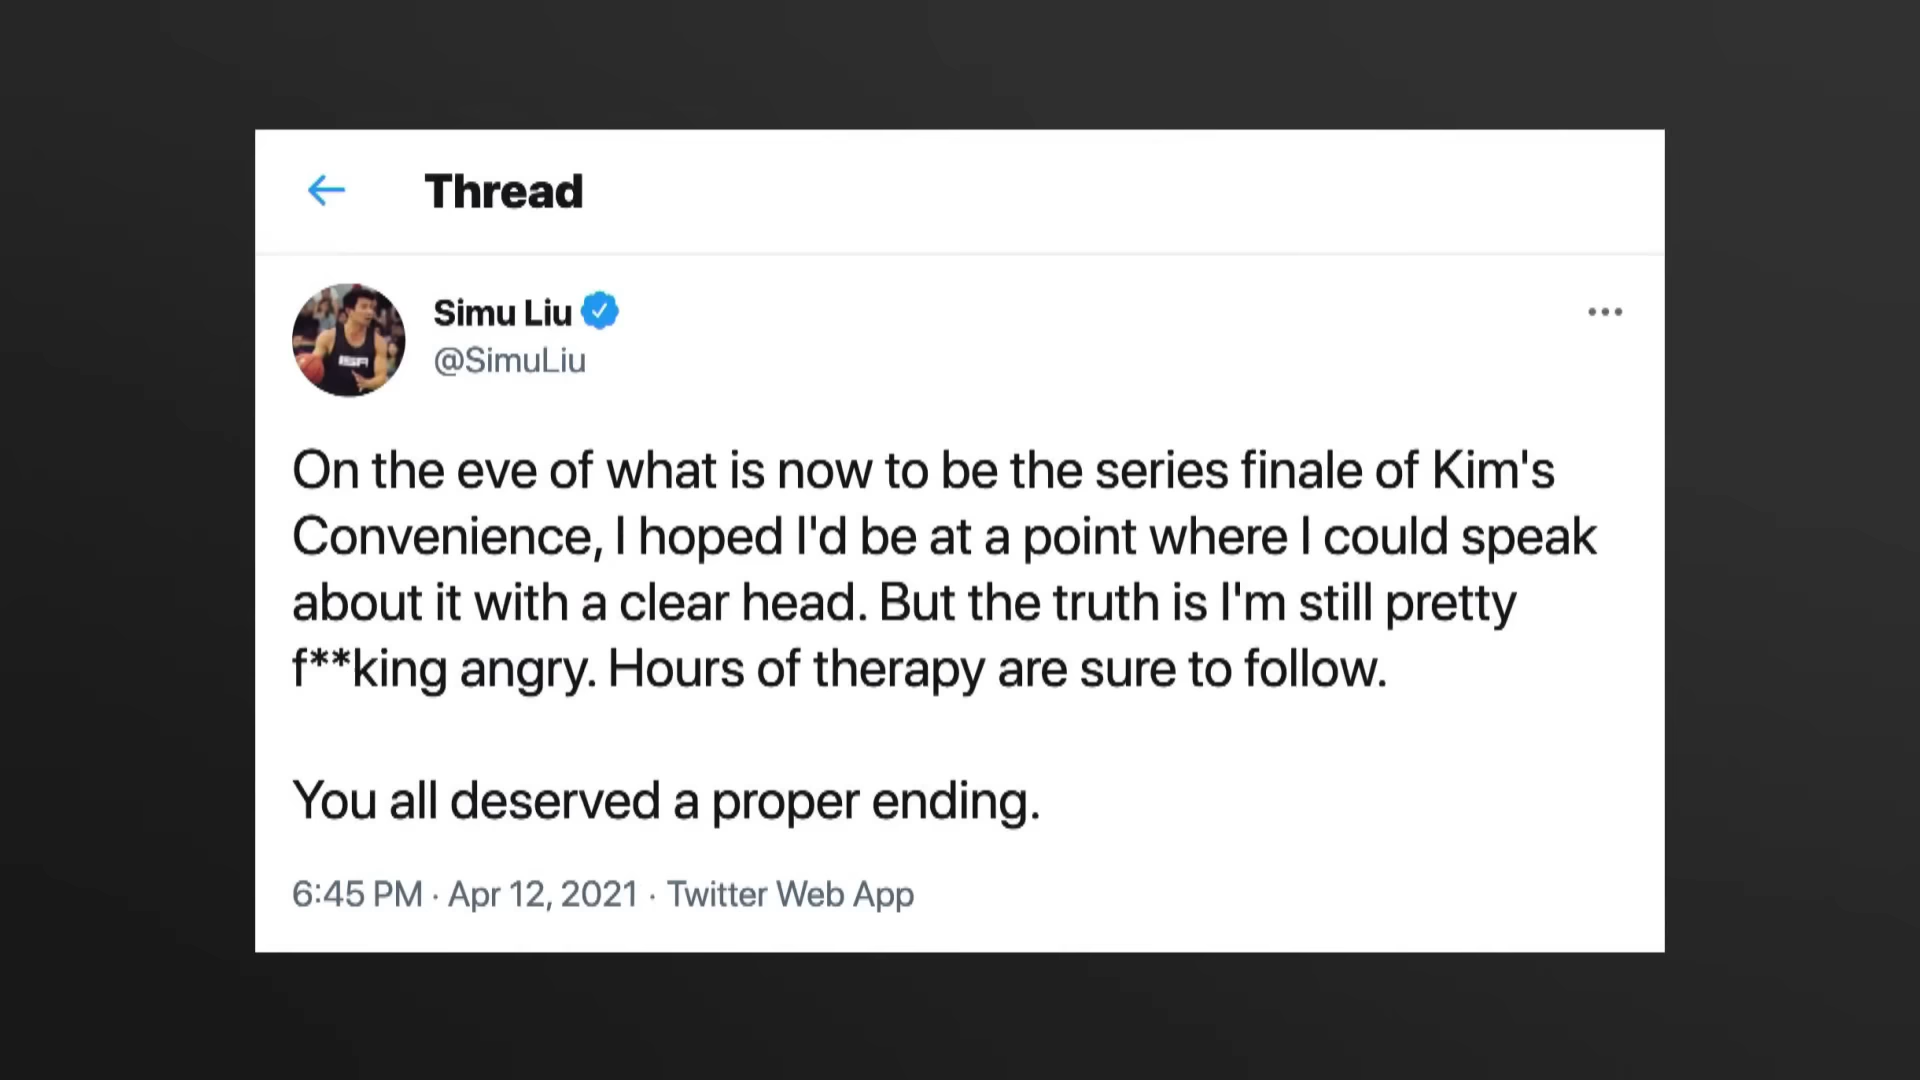 Thread
Simu Liu
@SimuLiu
On the eve of what is now to be the series finale of Kim's
Convenience, I hoped I'd be at a point where I could speak
about it with a clear head. But the truth is I'm still pretty
f**king angry. Hours of therapy are sure to follow.
You all deserved a proper ending.
6:45 PM · Apr 12, 2021 · Twitter Web App